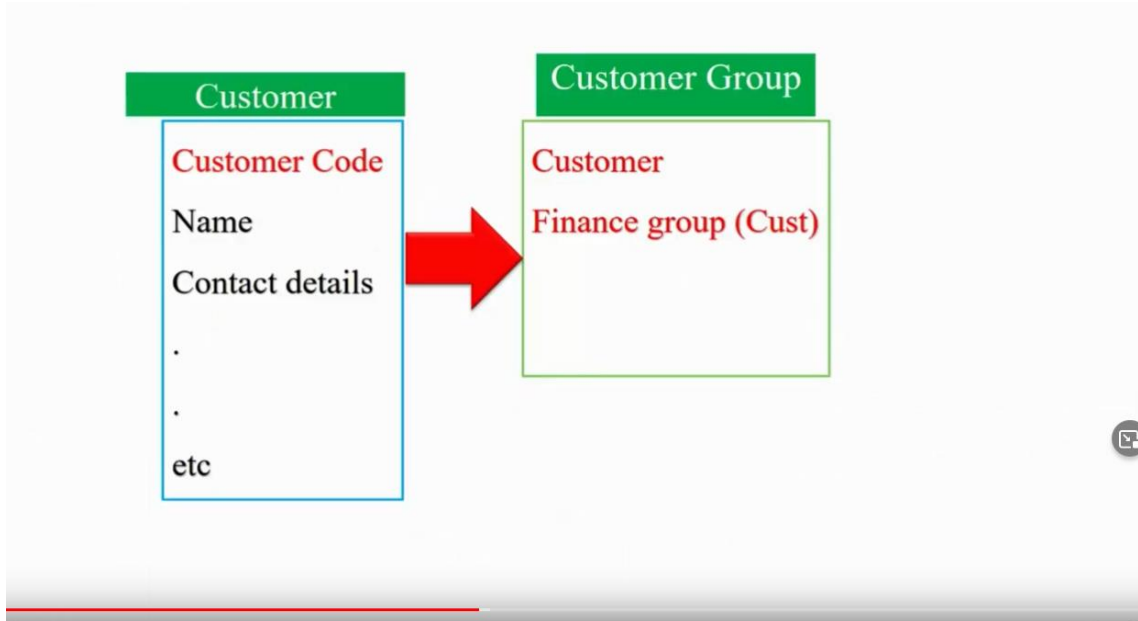 Customer
Customer Code
Name
Contact details
.
.
etc
Customer Group
Customer
Finance group (Cust)